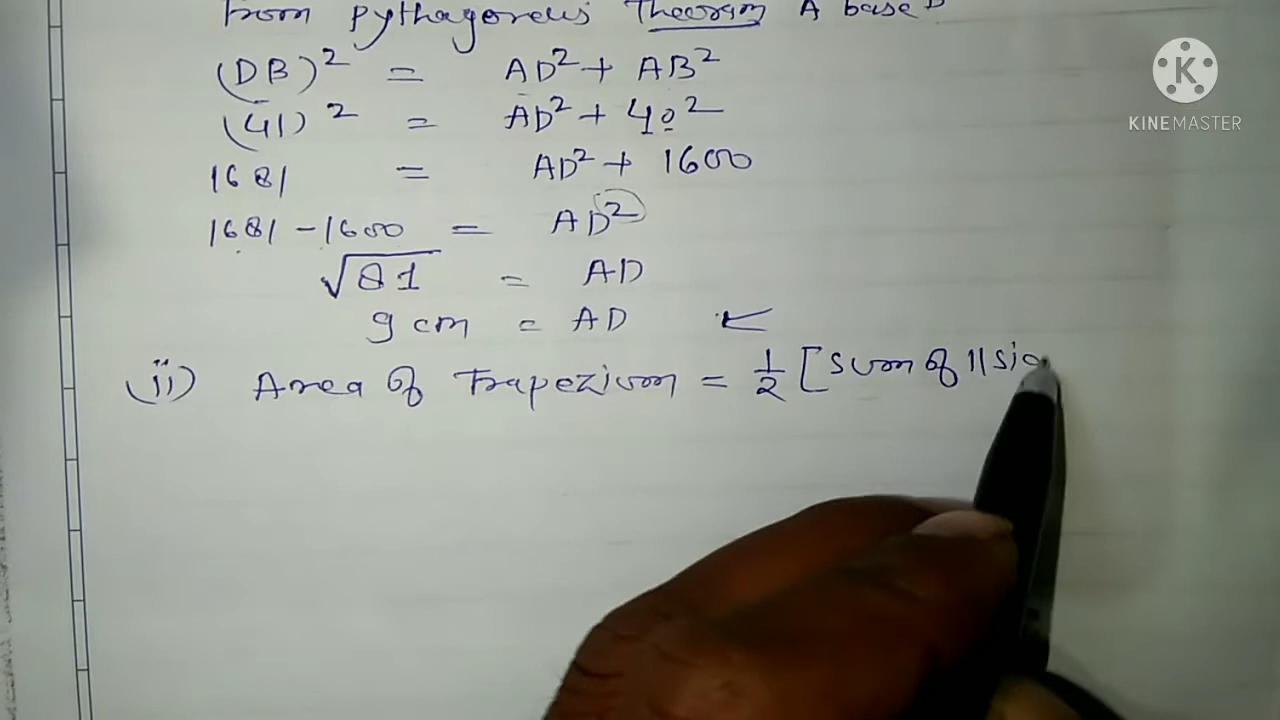 from Pythagoreus Theoram A base D
(DB)² = AD² + AB²
(41)² = AD² + 40²
1681 = AD² + 1600
1681 - 1600 = AD²
√81 = AD
9 cm = AD
(ii) Area of Trapezium = 1/2 [sum of || sid
K
KINEMASTER